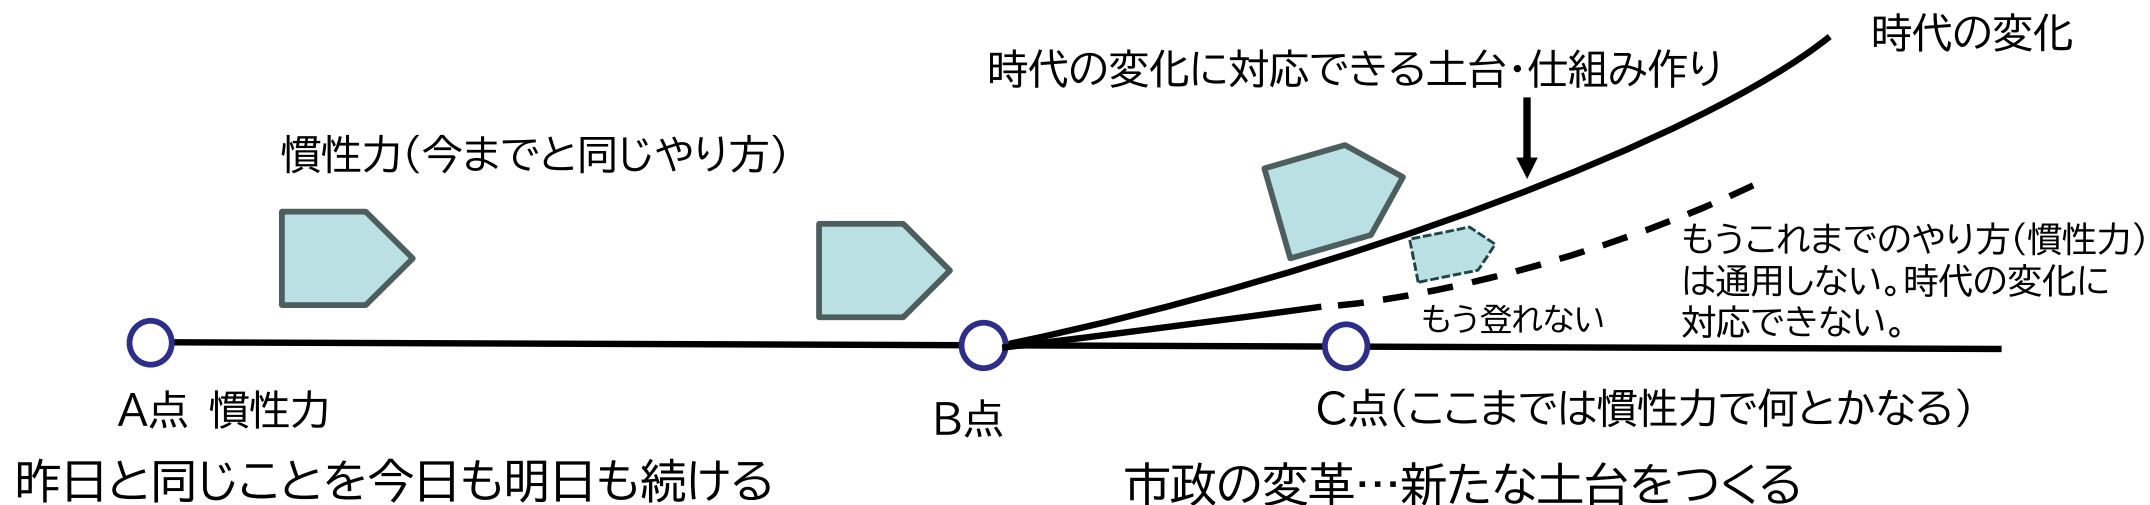 時代の変化
時代の変化に対応できる土台・仕組み作り
慣性力（今までと同じやり方）
もうこれまでのやり方（慣性力）
は通用しない。時代の変化に
対応できない。
もう登れない
A点 慣性力
B点
C点（ここまでは慣性力で何とかなる）
昨日と同じことを今日も明日も続ける
市政の変革…新たな土台をつくる